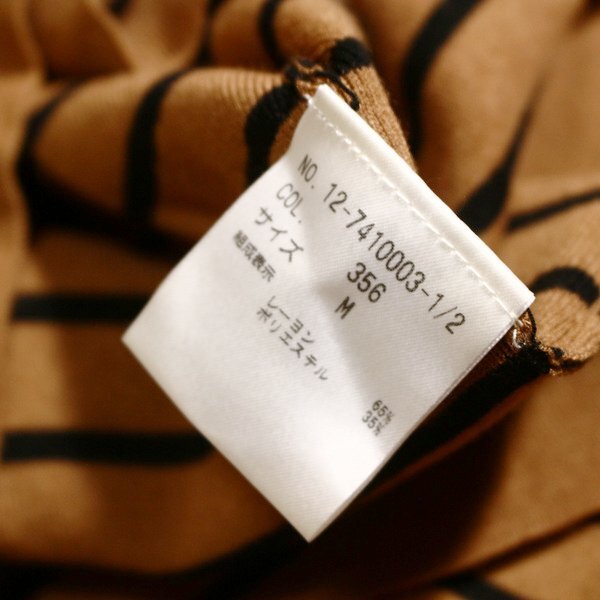 NO. 12-7410003-1/2
COL. 356
サイズ M
組成表示
レーヨン 65%
ポリエステル 35%